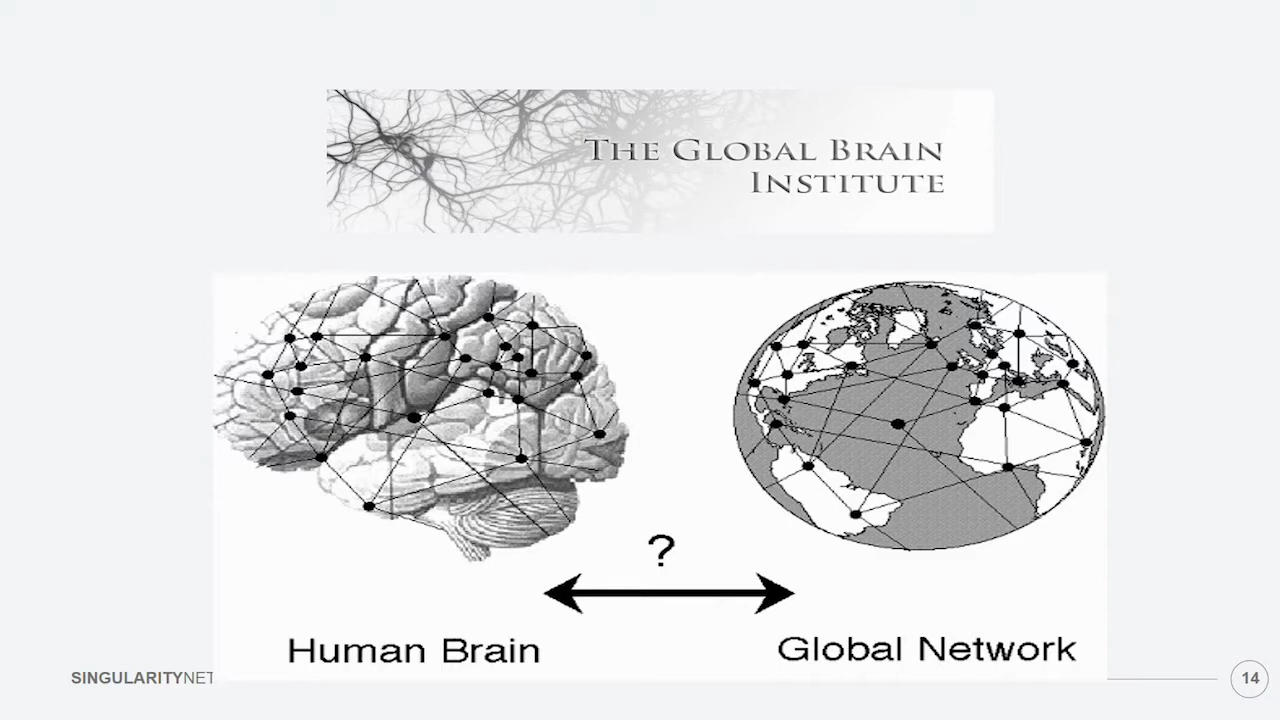 THE GLOBAL BRAIN
INSTITUTE
?
Human Brain
Global Network
SINGULARITYNET
14